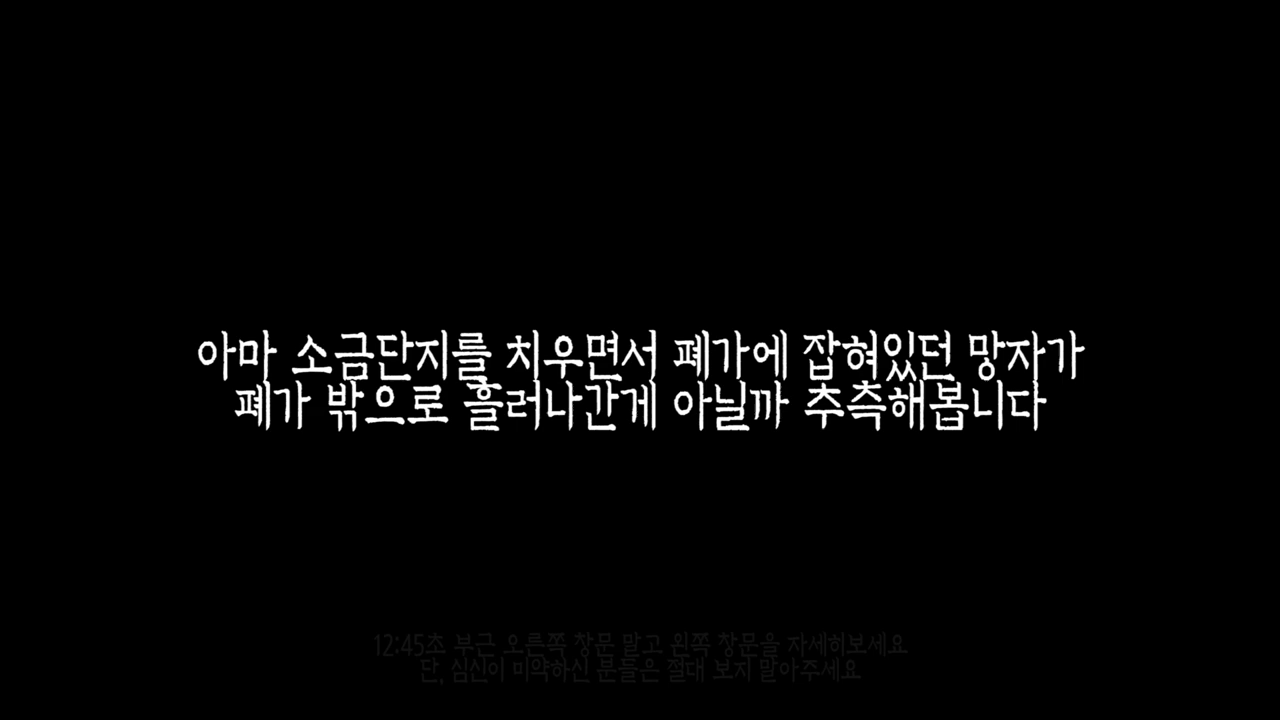 아마 소금단지를 치우면서 폐가에 잡혀있던 망자가
폐가 밖으로 흘러나간게 아닐까 추측해봅니다
12:45초 부근 오른쪽 창문 말고 왼쪽 창문을 자세히보세요
단, 심신이 미약하신 분들은 절대 보지 말아주세요